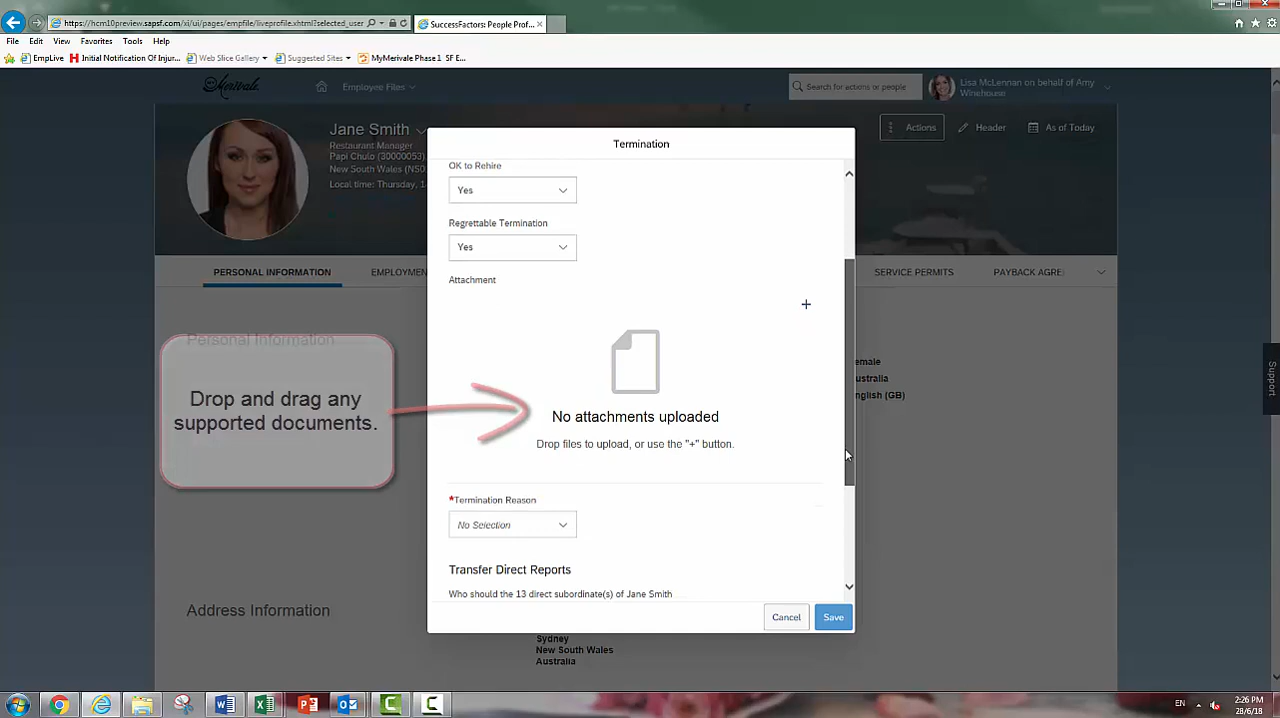 https://hcm10preview.sapsf.com/xi/ui/pages/empfile/liveprofile.xhtml?selected_user
SuccessFactors: People Prof...
File Edit View Favorites Tools Help
EmpLive
Initial Notification Of Injur...
Web Slice Gallery
Suggested Sites
MyMerivale Phase 1 SF E...
Merivale
Employee Files
Search for actions or people
Lisa McLennan on behalf of Amy
Winehouse
Jane Smith
Restaurant Manager
Papi Chulo (30000053)
New South Wales (NS0
Local time: Thursday, 1
Actions
Header
As of Today
PERSONAL INFORMATION
EMPLOYMEN
SERVICE PERMITS
PAYBACK AGRE
Termination
OK to Rehire
Yes
Regrettable Termination
Yes
Attachment
+
Personal Information
Drop and drag any
supported documents.
No attachments uploaded
Drop files to upload, or use the "+" button.
emale
ustralia
nglish (GB)
Support
*Termination Reason
No Selection
Transfer Direct Reports
Who should the 13 direct subordinate(s) of Jane Smith
Cancel
Save
Address Information
Sydney
New South Wales
Australia
EN
2:26 PM
28/6/18